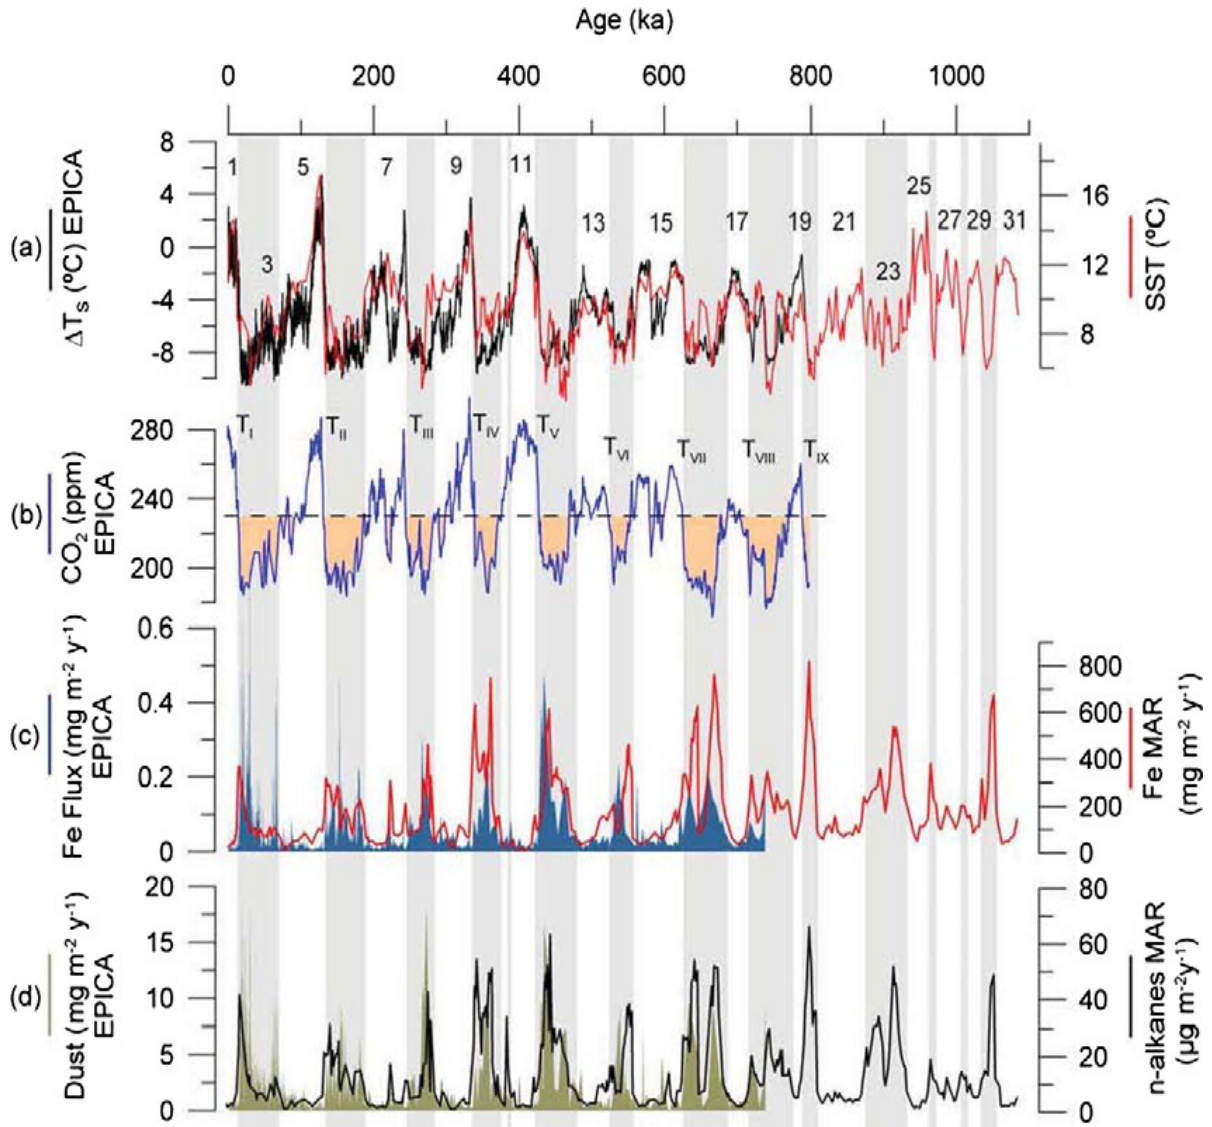 Age (ka)
0 200 400 600 800 1000
(a)
ΔTs (ºC) EPICA
8
4
0
-4
-8
1 3 5 7 9 11 13 15 17 19 21 23 25 27 29 31
16
12
8
SST (ºC)
(b)
CO2 (ppm)
EPICA
280
240
200
TI TII TIII TIV TV TVI TVII TVIII TIX
(c)
Fe Flux (mg m-2 y-1)
EPICA
0.6
0.4
0.2
0
800
600
400
200
0
Fe MAR
(mg m-2 y-1)
(d)
Dust (mg m-2 y-1)
EPICA
20
15
10
5
0
80
60
40
20
0
n-alkanes MAR
(µg m-2y-1)